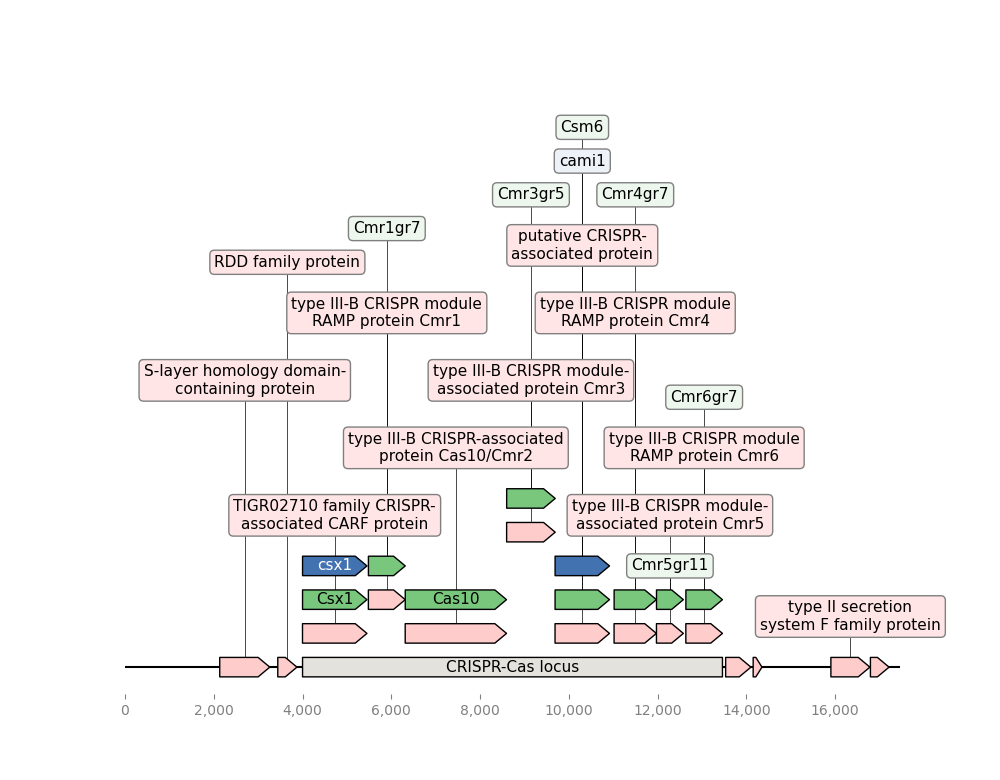 Csm6
cami1
Cmr3gr5
Cmr4gr7
Cmr1gr7
putative CRISPR-
associated protein
RDD family protein
type III-B CRISPR module
RAMP protein Cmr1
type III-B CRISPR module
RAMP protein Cmr4
S-layer homology domain-
containing protein
type III-B CRISPR module-
associated protein Cmr3
Cmr6gr7
type III-B CRISPR-associated
protein Cas10/Cmr2
type III-B CRISPR module
RAMP protein Cmr6
TIGR02710 family CRISPR-
associated CARF protein
type III-B CRISPR module-
associated protein Cmr5
csx1
Cmr5gr11
Csx1
Cas10
type II secretion
system F family protein
CRISPR-Cas locus
0
2,000
4,000
6,000
8,000
10,000
12,000
14,000
16,000